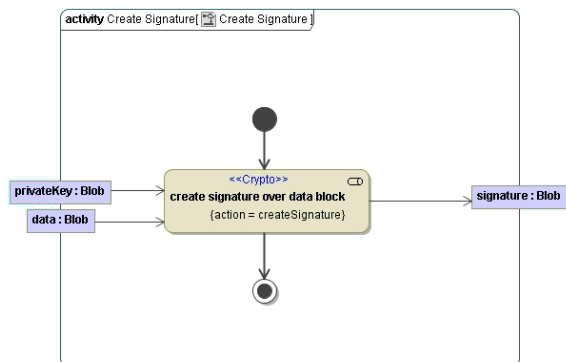 activity Create Signature[ Create Signature ]
<<Crypto>>
privateKey : Blob
create signature over data block
signature : Blob
data : Blob
{action = createSignature}